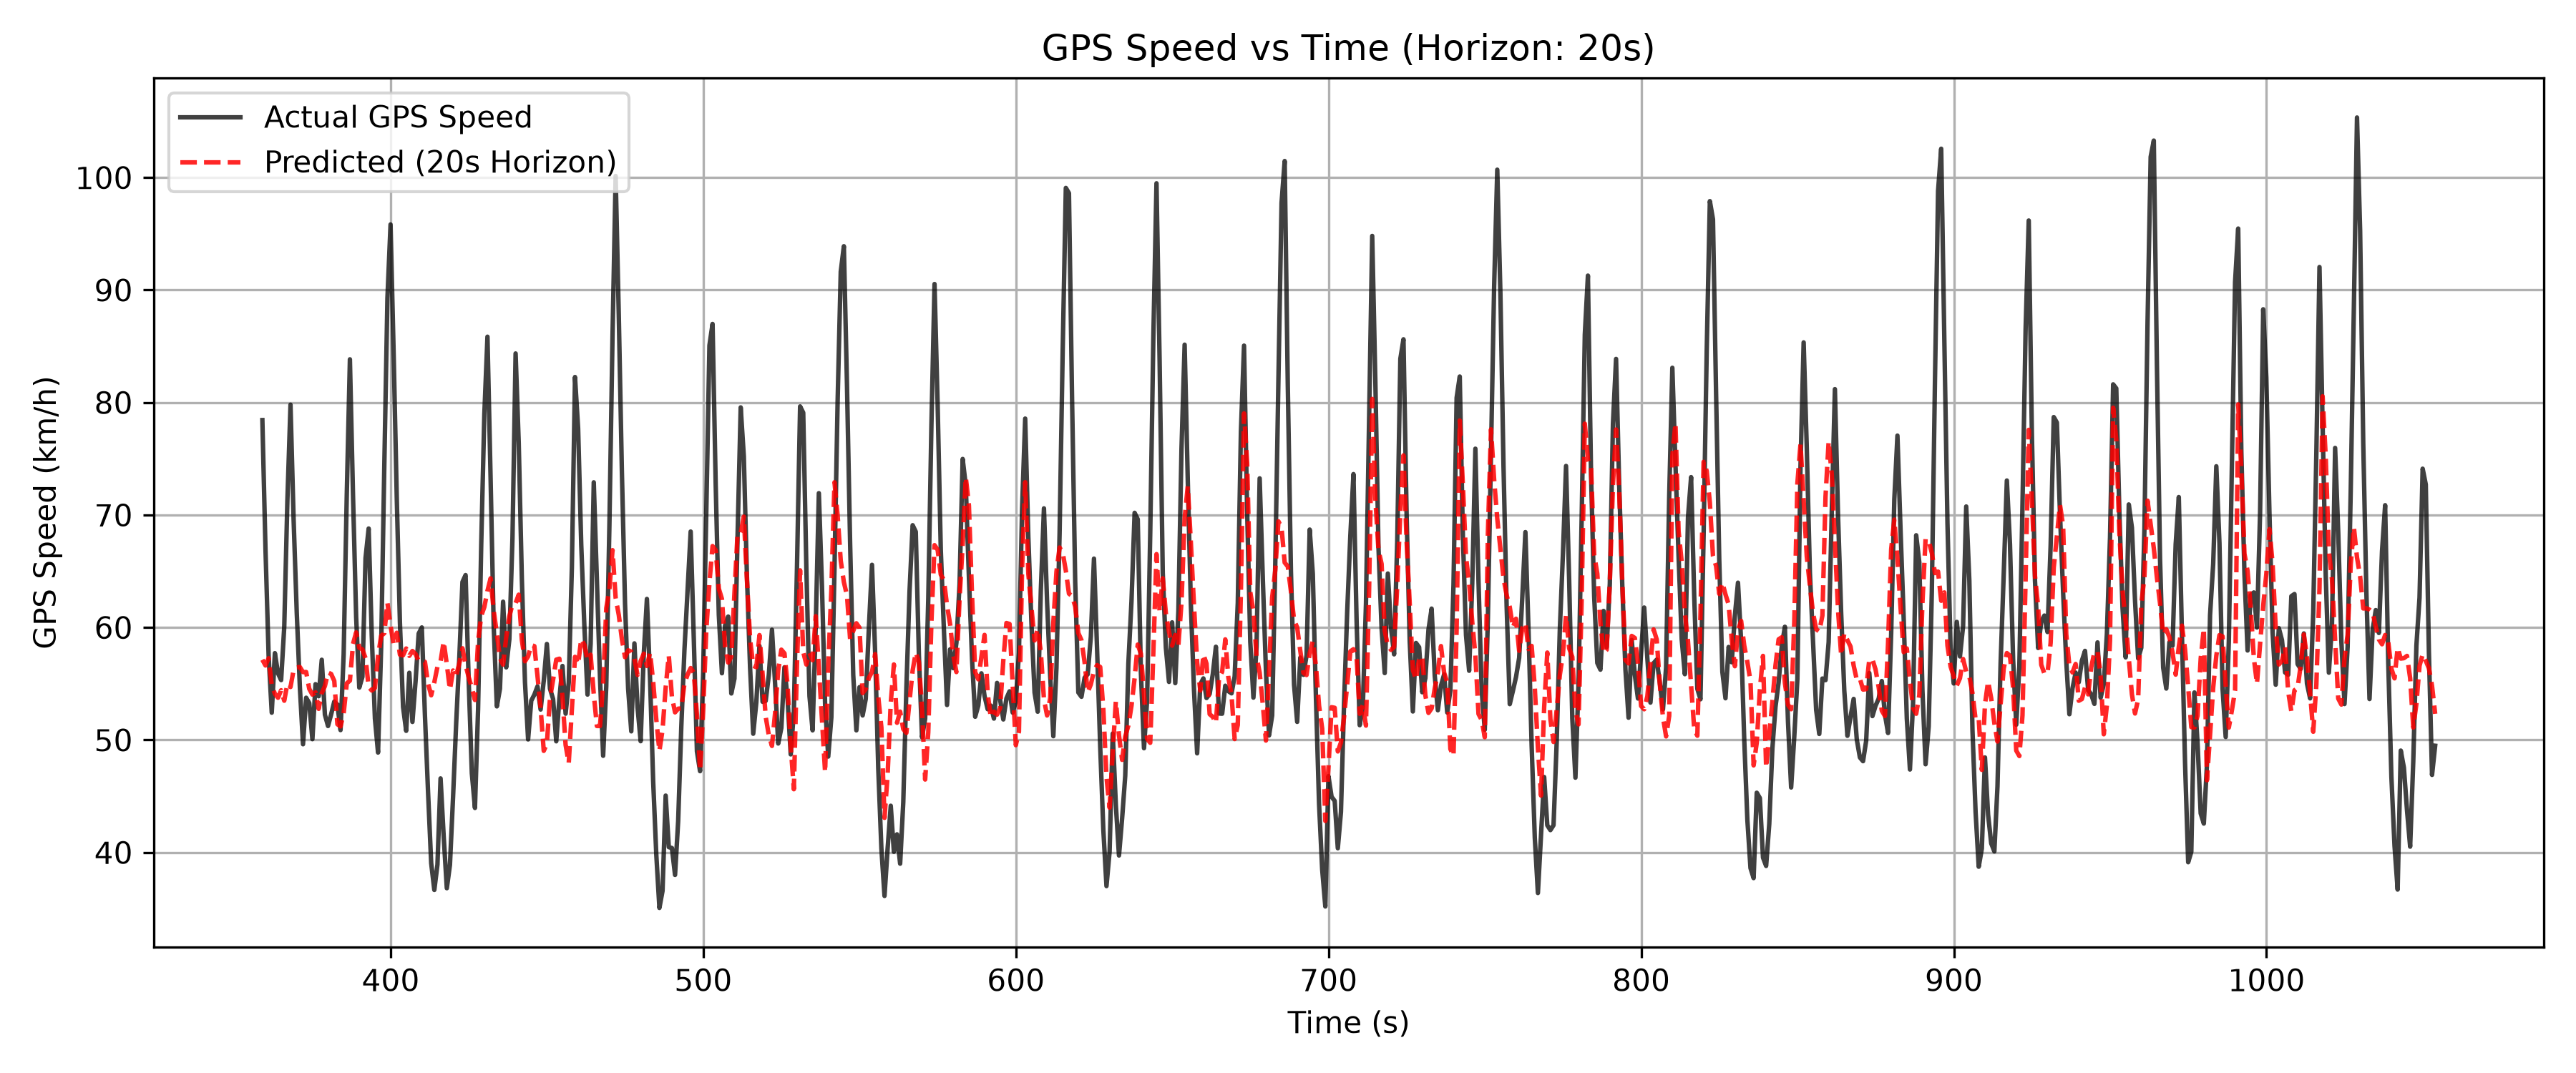 GPS Speed vs Time (Horizon: 20s)
Actual GPS Speed
Predicted (20s Horizon)
GPS Speed (km/h)
100
90
80
70
60
50
40
400
500
600
700
800
900
1000
Time (s)